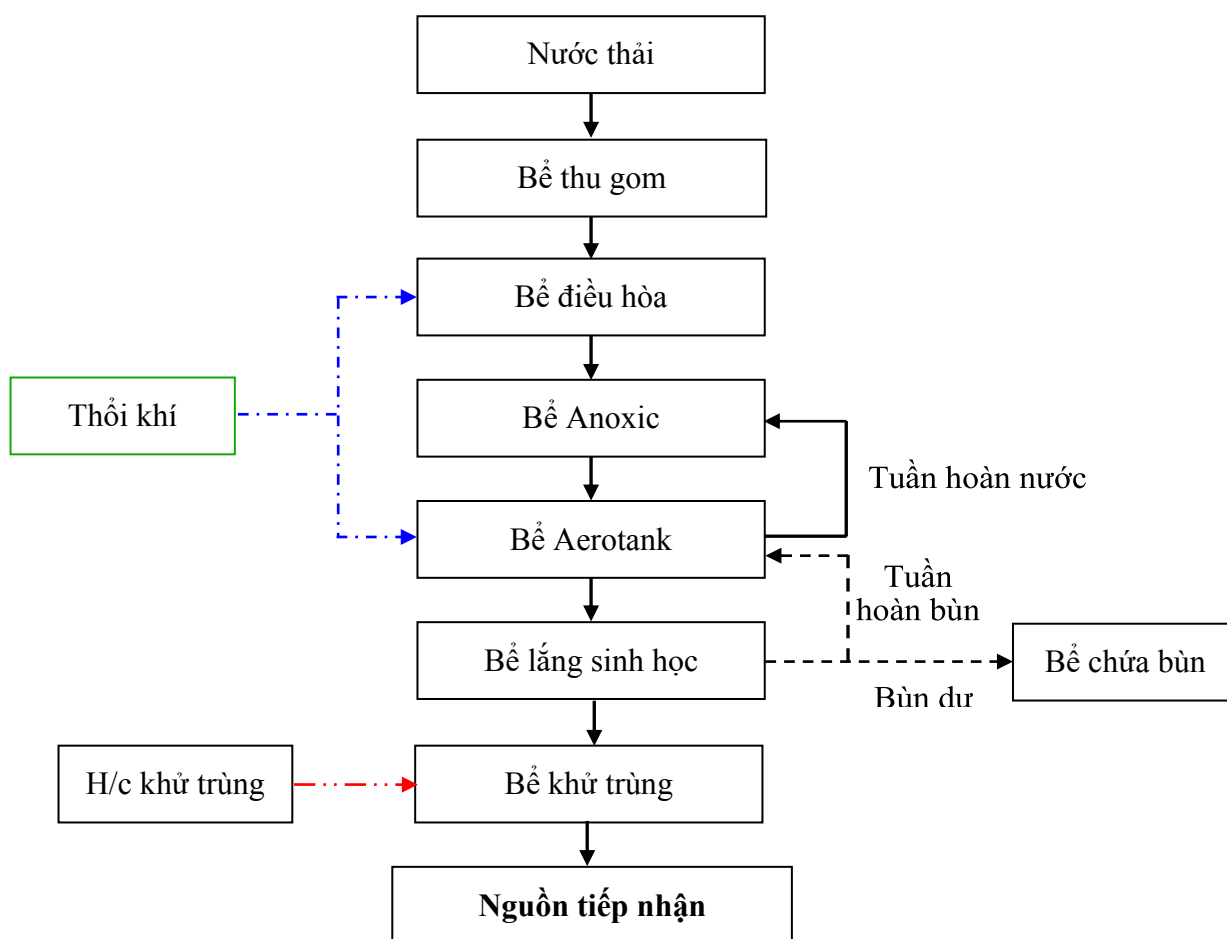 Nước thải
Bể thu gom
Bể điều hòa
Thổi khí
Bể Anoxic
Tuần hoàn nước
Bể Aerotank
Tuần
hoàn bùn
Bể lắng sinh học
Bể chứa bùn
Bùn dư
H/c khử trùng
Bể khử trùng
Nguồn tiếp nhận